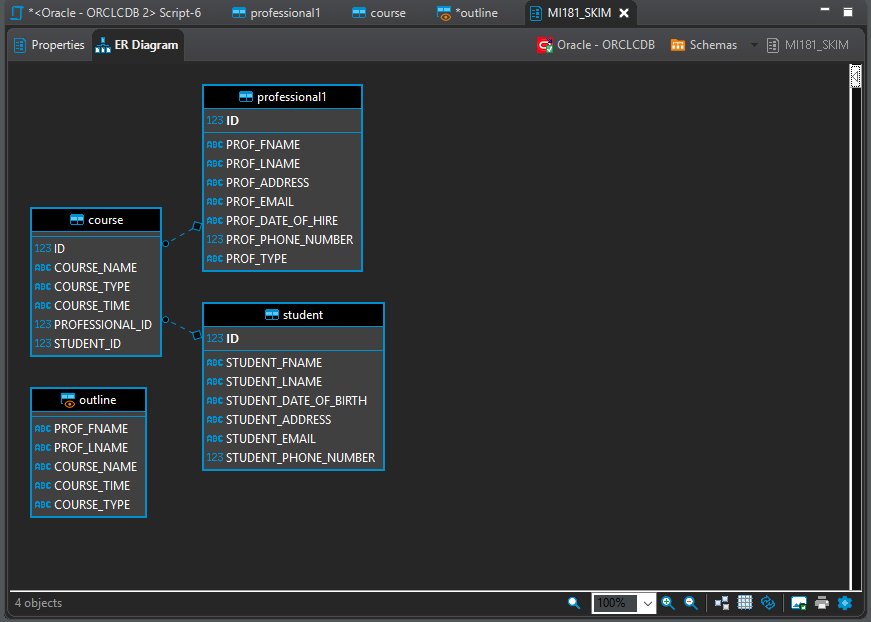 *<Oracle - ORCLCDB 2> Script-6
professional1
course
*outline
MI181_SKIM
Properties
ER Diagram
Oracle - ORCLCDB
Schemas
MI181_SKIM
professional1
123 ID
ABC PROF_FNAME
ABC PROF_LNAME
ABC PROF_ADDRESS
ABC PROF_EMAIL
ABC PROF_DATE_OF_HIRE
123 PROF_PHONE_NUMBER
ABC PROF_TYPE
course
123 ID
ABC COURSE_NAME
ABC COURSE_TYPE
ABC COURSE_TIME
123 PROFESSIONAL_ID
123 STUDENT_ID
student
123 ID
ABC STUDENT_FNAME
ABC STUDENT_LNAME
ABC STUDENT_DATE_OF_BIRTH
ABC STUDENT_ADDRESS
ABC STUDENT_EMAIL
123 STUDENT_PHONE_NUMBER
outline
ABC PROF_FNAME
ABC PROF_LNAME
ABC COURSE_NAME
ABC COURSE_TIME
ABC COURSE_TYPE
4 objects
100%